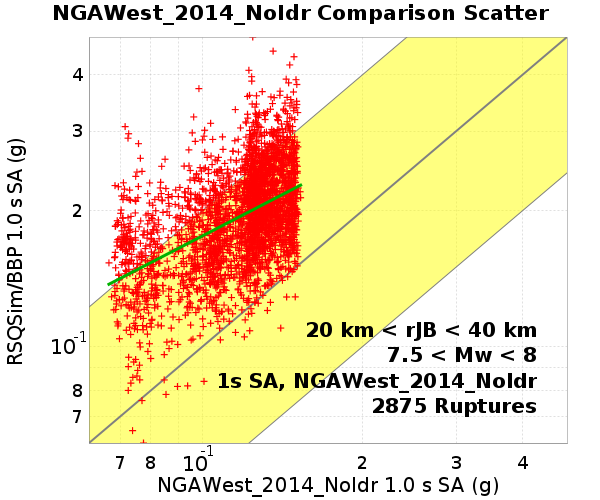 NGAWest_2014_NoIdr Comparison Scatter
RSQSim/BBP 1.0 s SA (g)
4
3
2
10-1
8
7
20 km < rJB < 40 km
7.5 < Mw < 8
1s SA, NGAWest_2014_NoIdr
2875 Ruptures
7 8 10-1 2 3 4
NGAWest_2014_NoIdr 1.0 s SA (g)